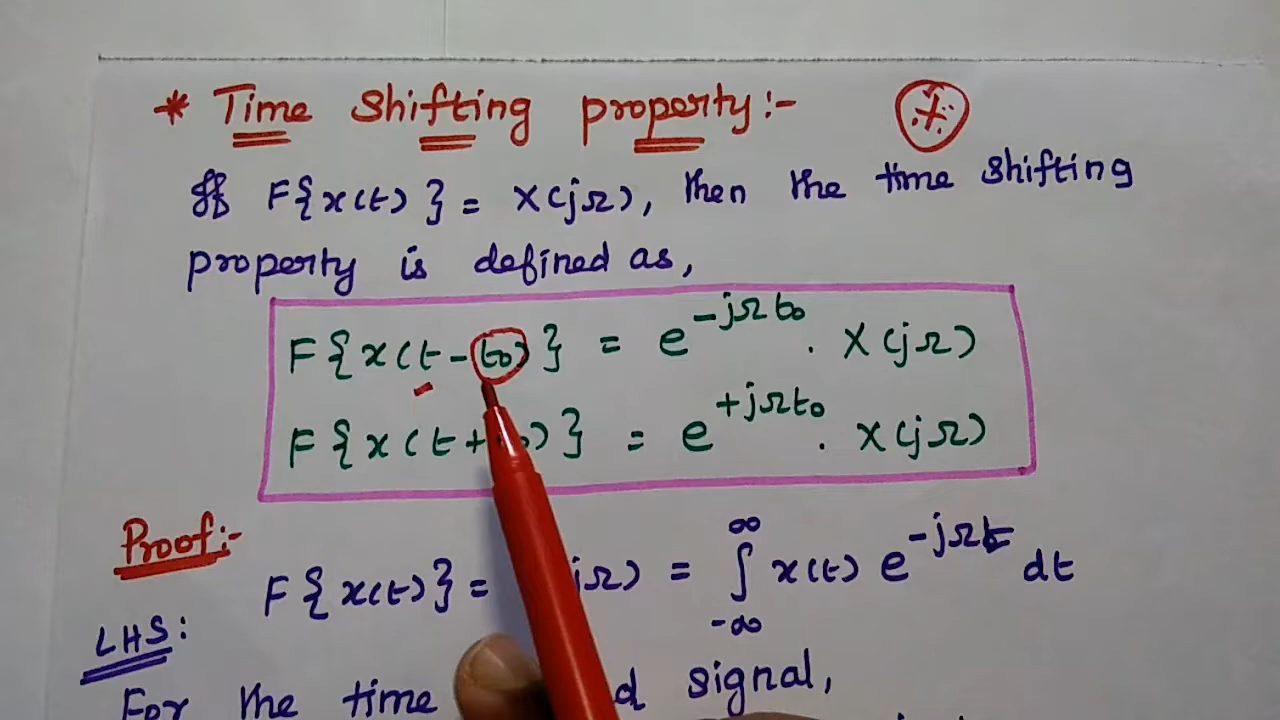 * Time Shifting property:-
If F{x(t)} = X(jΩ), then the time shifting
property is defined as,
F{x(t-t₀)} = e^{-jΩt₀} . X(jΩ)
F{x(t+ )} = e^{+jΩt₀} . X(jΩ)
Proof:-
F{x(t)} = jΩ) = ∫_{-∞}^{∞} x(t) e^{-jΩt} dt
LHS:
For the time signal,